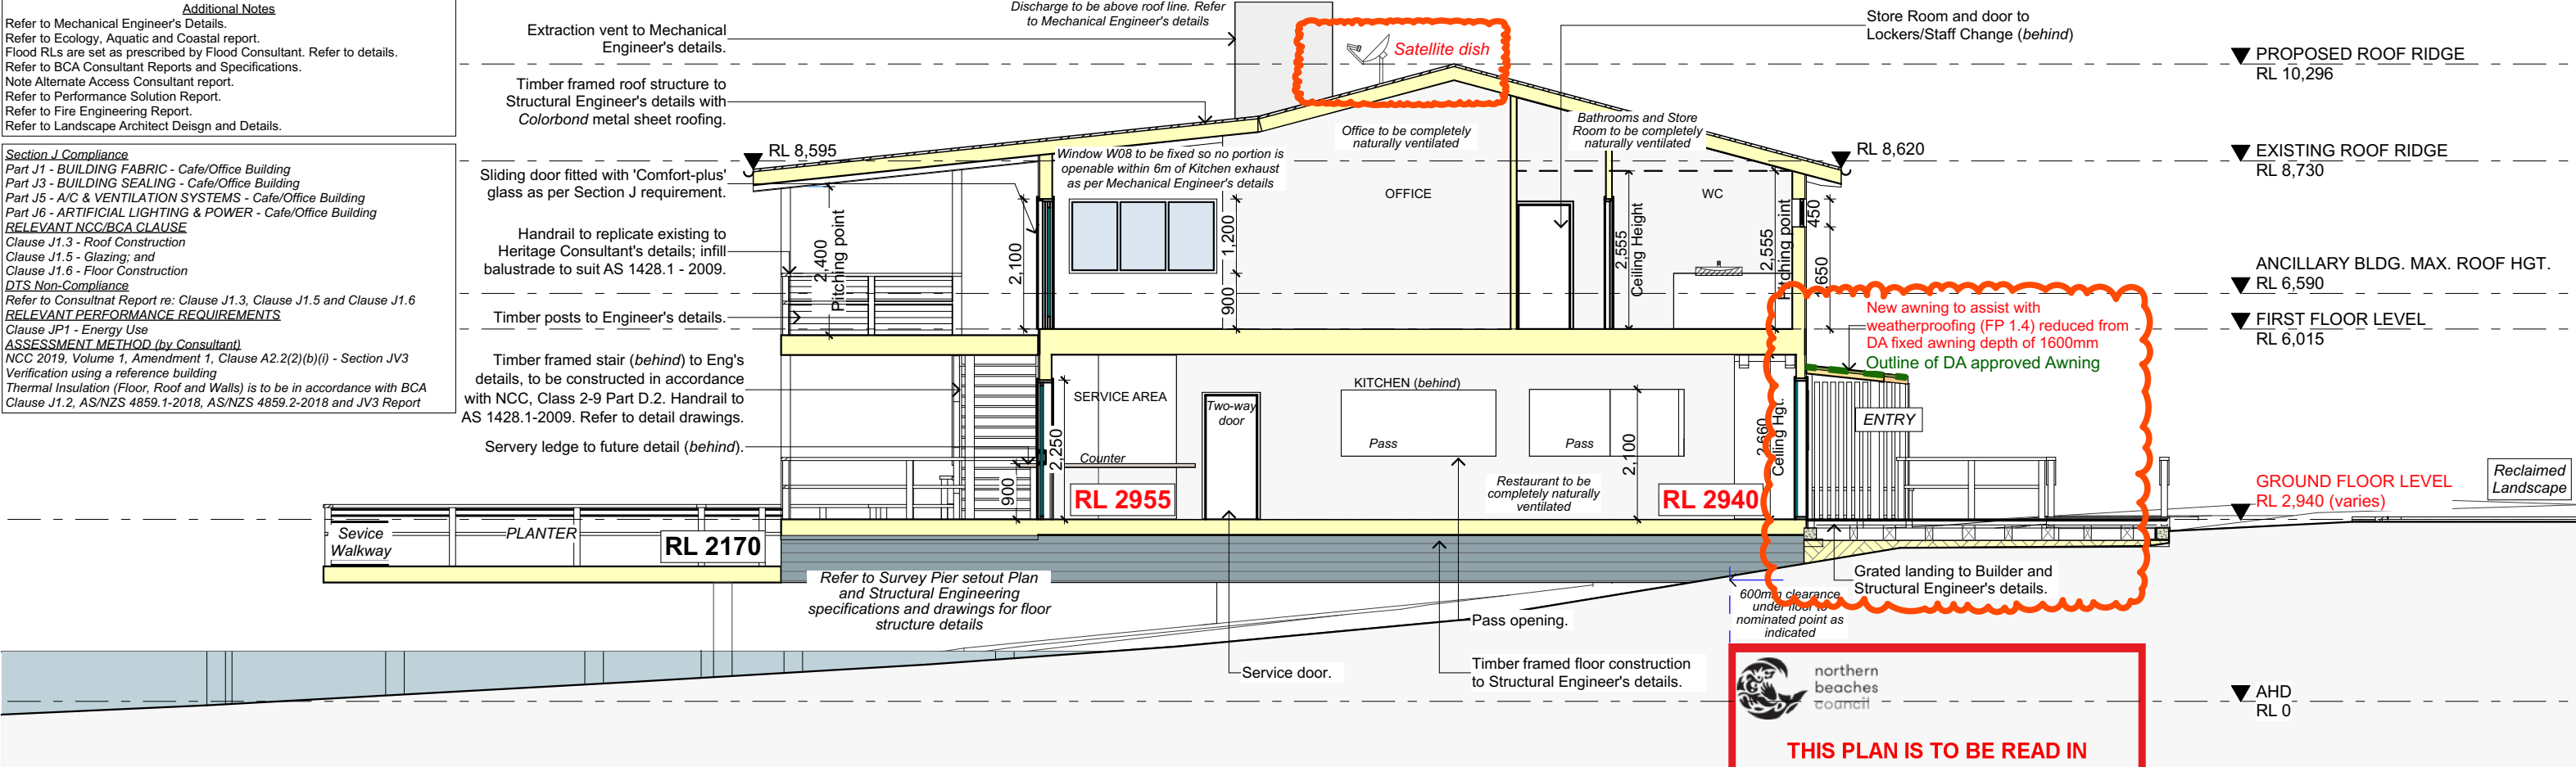 Additional Notes
Refer to Mechanical Engineer's Details.
Refer to Ecology, Aquatic and Coastal report.
Flood RLs are set as prescribed by Flood Consultant. Refer to details.
Refer to BCA Consultant Reports and Specifications.
Note Alternate Access Consultant report.
Refer to Performance Solution Report.
Refer to Fire Engineering Report.
Refer to Landscape Architect Deisgn and Details.
Section J Compliance
Part J1 - BUILDING FABRIC - Cafe/Office Building
Part J3 - BUILDING SEALING - Cafe/Office Building
Part J5 - A/C & VENTILATION SYSTEMS - Cafe/Office Building
Part J6 - ARTIFICIAL LIGHTING & POWER - Cafe/Office Building
RELEVANT NCC/BCA CLAUSE
Clause J1.3 - Roof Construction
Clause J1.5 - Glazing; and
Clause J1.6 - Floor Construction
DTS Non-Compliance
Refer to Consultnat Report re: Clause J1.3, Clause J1.5 and Clause J1.6
RELEVANT PERFORMANCE REQUIREMENTS
Clause JP1 - Energy Use
ASSESSMENT METHOD (by Consultant)
NCC 2019, Volume 1, Amendment 1, Clause A2.2(2)(b)(i) - Section JV3
Verification using a reference building
Thermal Insulation (Floor, Roof and Walls) is to be in accordance with BCA
Clause J1.2, AS/NZS 4859.1-2018, AS/NZS 4859.2-2018 and JV3 Report
Discharge to be above roof line. Refer
to Mechanical Engineer's details
Extraction vent to Mechanical
Engineer's details.
Timber framed roof structure to
Structural Engineer's details with
Colorbond metal sheet roofing.
RL 8,595
Sliding door fitted with 'Comfort-plus'
glass as per Section J requirement.
Handrail to replicate existing to
Heritage Consultant's details; infill
balustrade to suit AS 1428.1 - 2009.
Timber posts to Engineer's details.
Timber framed stair (behind) to Eng's
details, to be constructed in accordance
with NCC, Class 2-9 Part D.2. Handrail to
AS 1428.1-2009. Refer to detail drawings.
Servery ledge to future detail (behind).
Satellite dish
Store Room and door to
Lockers/Staff Change (behind)
Office to be completely
naturally ventilated
Bathrooms and Store
Room to be completely
naturally ventilated
Window W08 to be fixed so no portion is
openable within 6m of Kitchen exhaust
as per Mechanical Engineer's details
RL 8,620
OFFICE
WC
2,400
Pitching point
2,100
1,200
900
2,555
Ceiling Height
2,555
Pitching point
450
1,650
PROPOSED ROOF RIDGE
RL 10,296
EXISTING ROOF RIDGE
RL 8,730
ANCILLARY BLDG. MAX. ROOF HGT.
RL 6,590
FIRST FLOOR LEVEL
RL 6,015
New awning to assist with
weatherproofing (FP 1.4) reduced from
DA fixed awning depth of 1600mm
Outline of DA approved Awning
SERVICE AREA
Two-way
door
KITCHEN (behind)
Pass
Pass
Counter
2,250
900
2,100
2,660
Ceiling Hgt.
ENTRY
RL 2955
Restaurant to be
completely naturally
ventilated
RL 2940
GROUND FLOOR LEVEL
RL 2,940 (varies)
Reclaimed
Landscape
Sevice
Walkway
PLANTER
RL 2170
Refer to Survey Pier setout Plan
and Structural Engineering
specifications and drawings for floor
structure details
Grated landing to Builder and
Structural Engineer's details.
600mm clearance
under floor to
nominated point as
indicated
Pass opening.
Service door.
Timber framed floor construction
to Structural Engineer's details.
northern
beaches
council
THIS PLAN IS TO BE READ IN
AHD
RL 0